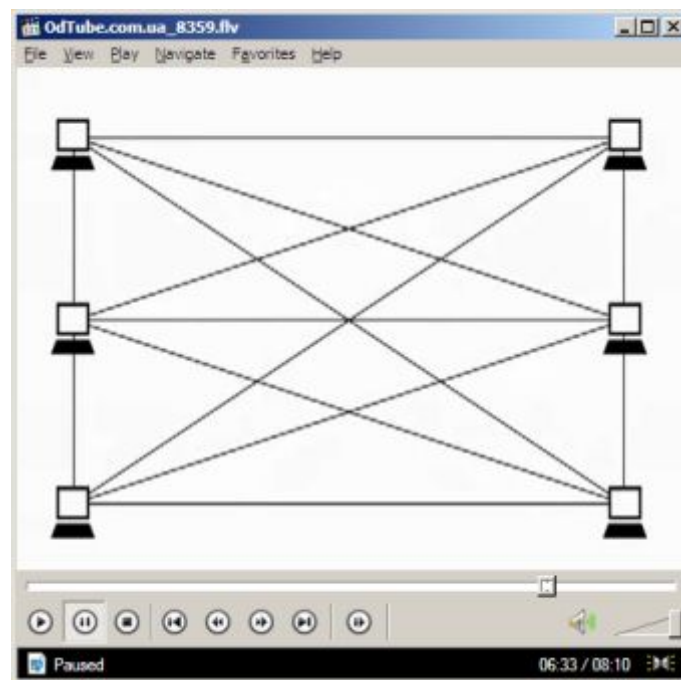 OdTube.com.ua_8359.flv
File View Play Navigate Favorites Help
Paused 06:33 / 08:10